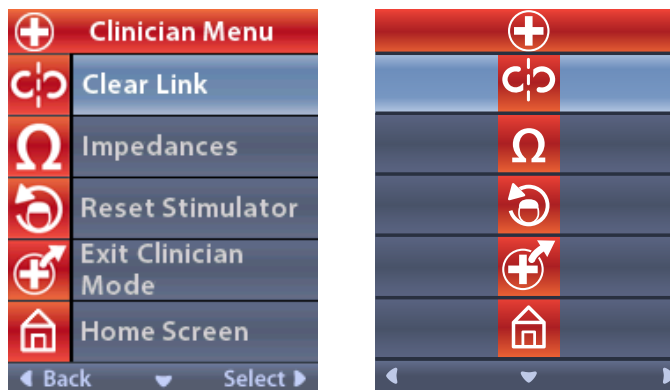 Clinician Menu
Clear Link
Impedances
Reset Stimulator
Exit Clinician
Mode
Home Screen
Back Select